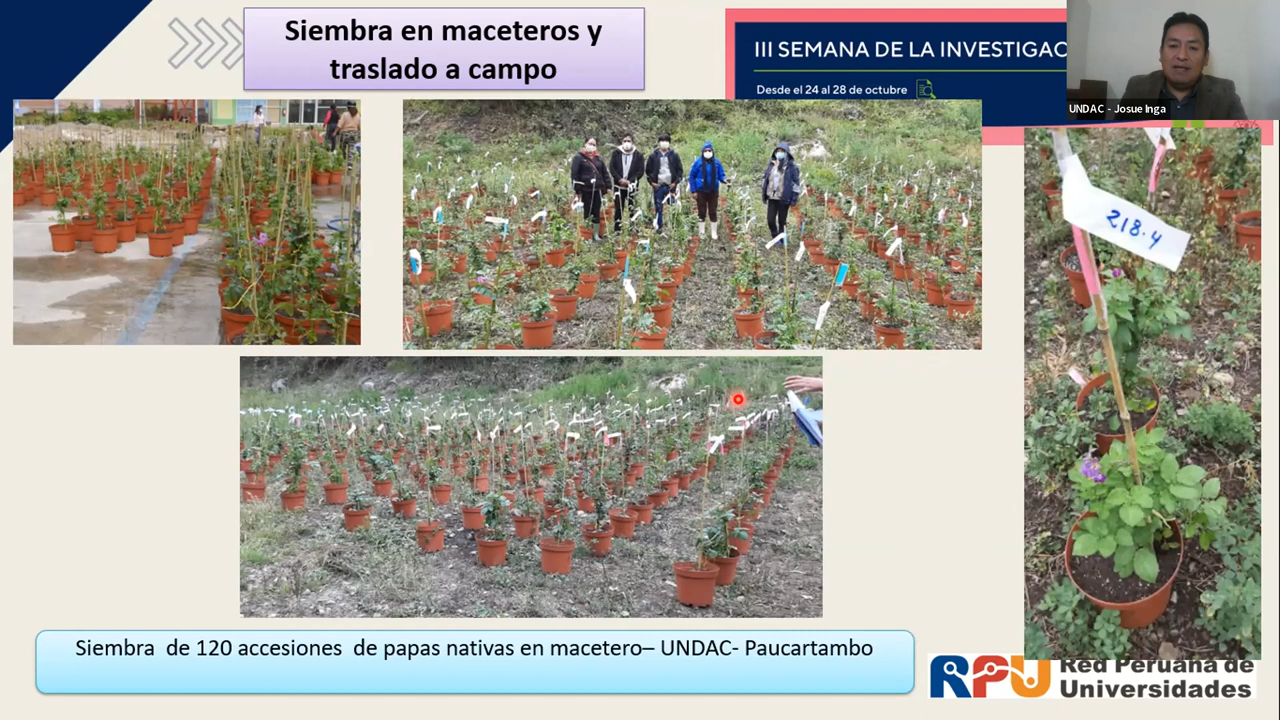 Siembra en maceteros y
traslado a campo
III SEMANA DE LA INVESTIGAC
Desde el 24 al 28 de octubre
UNDAC - Josue Inga
218.4
Siembra de 120 accesiones de papas nativas en macetero– UNDAC- Paucartambo
RPU
Red Peruana de
Universidades